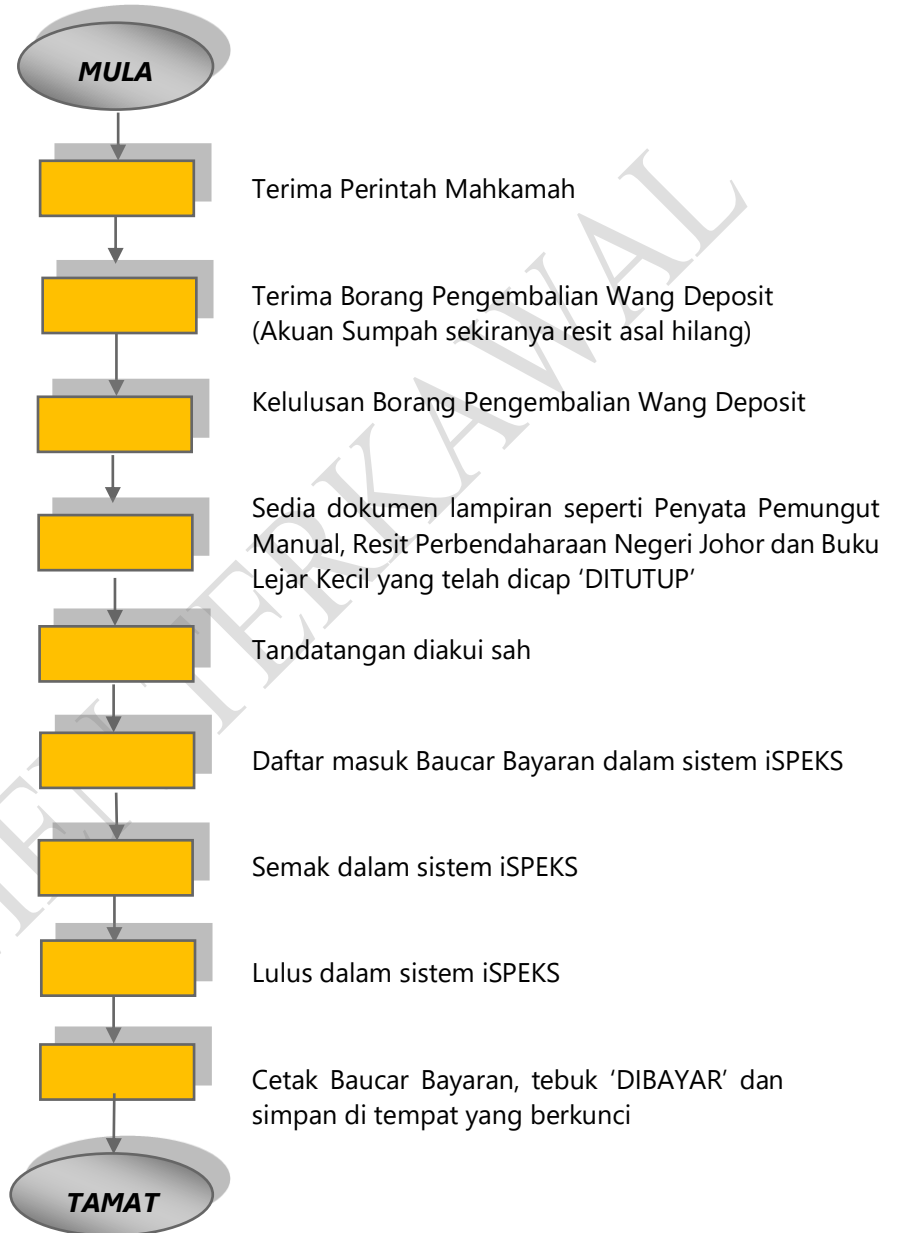 MULA
Terima Perintah Mahkamah
Terima Borang Pengembalian Wang Deposit
(Akuan Sumpah sekiranya resit asal hilang)
Kelulusan Borang Pengembalian Wang Deposit
Sedia dokumen lampiran seperti Penyata Pemungut
Manual, Resit Perbendaharaan Negeri Johor dan Buku
Lejar Kecil yang telah dicap ‘DITUTUP’
Tandatangan diakui sah
Daftar masuk Baucar Bayaran dalam sistem iSPEKS
Semak dalam sistem iSPEKS
Lulus dalam sistem iSPEKS
Cetak Baucar Bayaran, tebuk ‘DIBAYAR’ dan
simpan di tempat yang berkunci
TAMAT
TERKAWAL